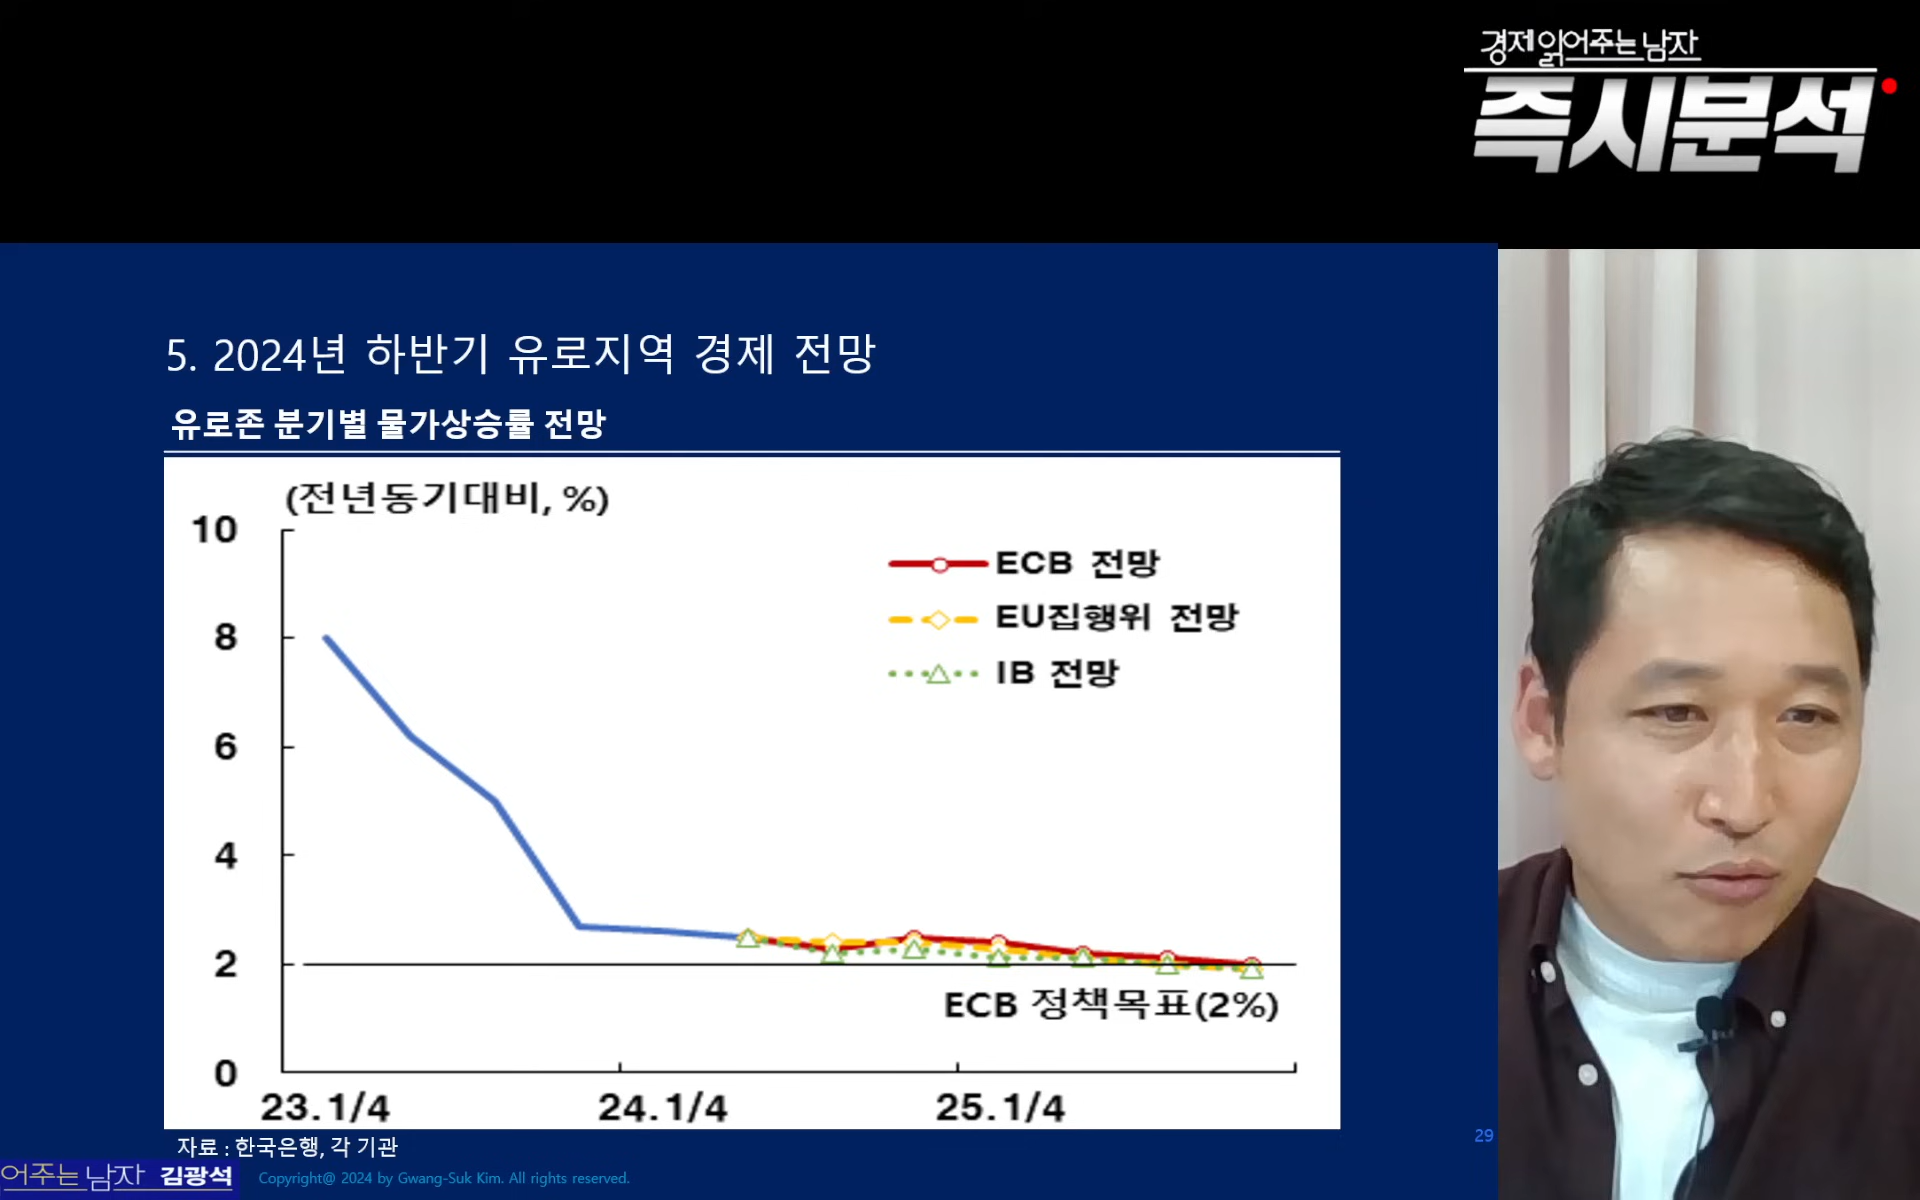 경제 읽어주는 남자
즉시분석
5. 2024년 하반기 유로지역 경제 전망
유로존 분기별 물가상승률 전망
(전년동기대비, %)
10
8
6
4
2
0
ECB 전망
EU집행위 전망
IB 전망
ECB 정책목표(2%)
23.1/4
24.1/4
25.1/4
자료 : 한국은행, 각 기관
29
어주는 남자 김광석
Copyright@ 2024 by Gwang-Suk Kim. All rights reserved.